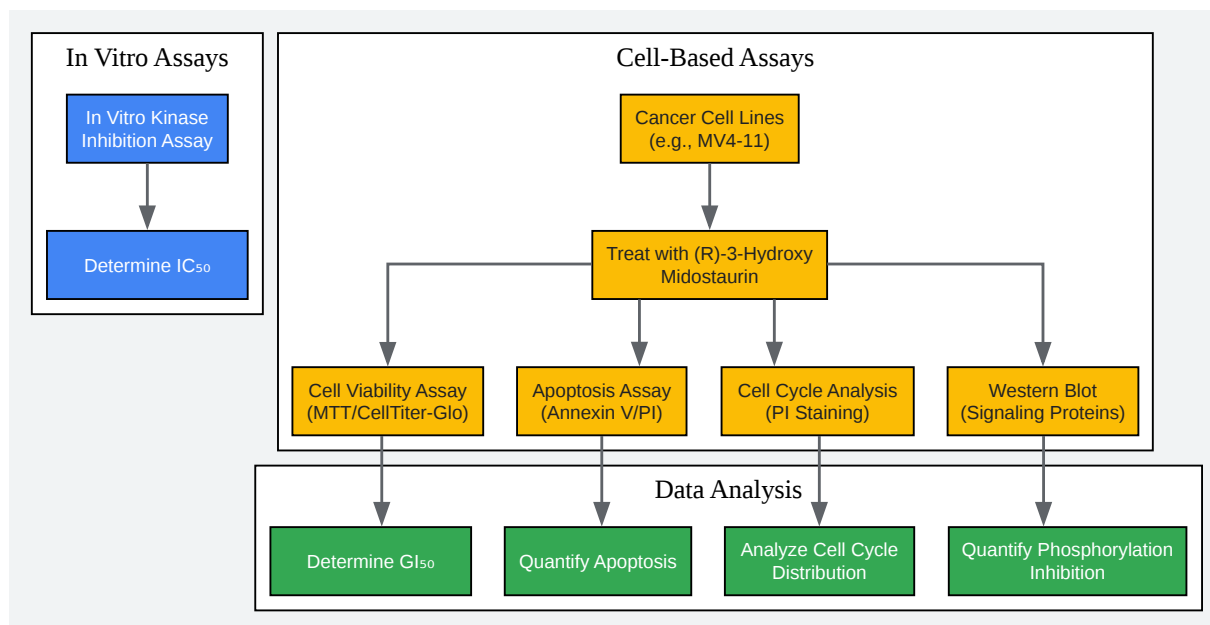 In Vitro Assays
In Vitro Kinase
Inhibition Assay
Determine IC₅₀
Cell-Based Assays
Cancer Cell Lines
(e.g., MV4-11)
Treat with (R)-3-Hydroxy
Midostaurin
Cell Viability Assay
(MTT/CellTiter-Glo)
Apoptosis Assay
(Annexin V/PI)
Cell Cycle Analysis
(PI Staining)
Western Blot
(Signaling Proteins)
Data Analysis
Determine GI₅₀
Quantify Apoptosis
Analyze Cell Cycle
Distribution
Quantify Phosphorylation
Inhibition